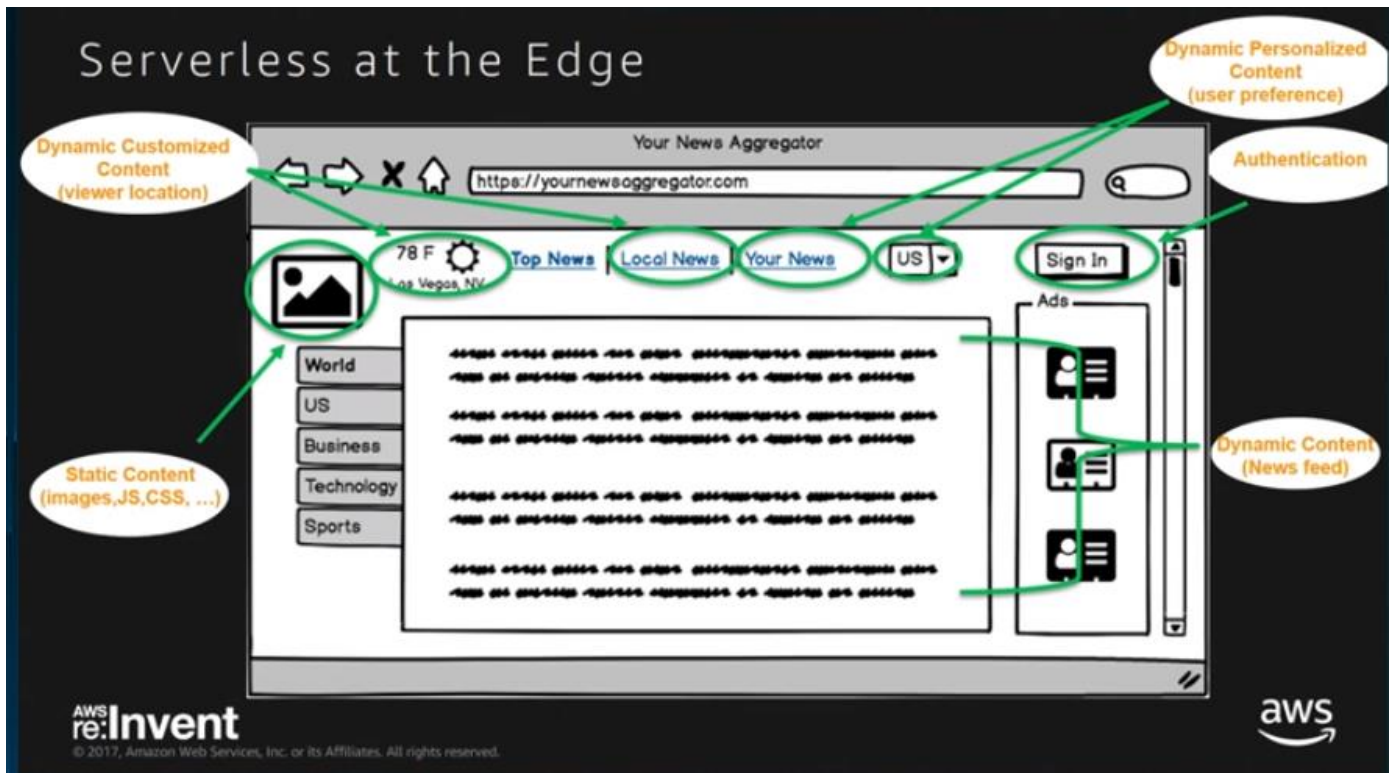 Serverless at the Edge
Dynamic Personalized
Content
(user preference)
Dynamic Customized
Content
(viewer location)
Authentication
Your News Aggregator
https://yournewsaggregator.com
78 F
Las Vegas, NV
Top News
Local News
Your News
US
Sign In
Ads
World
US
Business
Technology
Sports
Static Content
(images,JS,CSS, ...)
Dynamic Content
(News feed)
AWS
re:Invent
© 2017, Amazon Web Services, Inc. or its Affiliates. All rights reserved.
aws